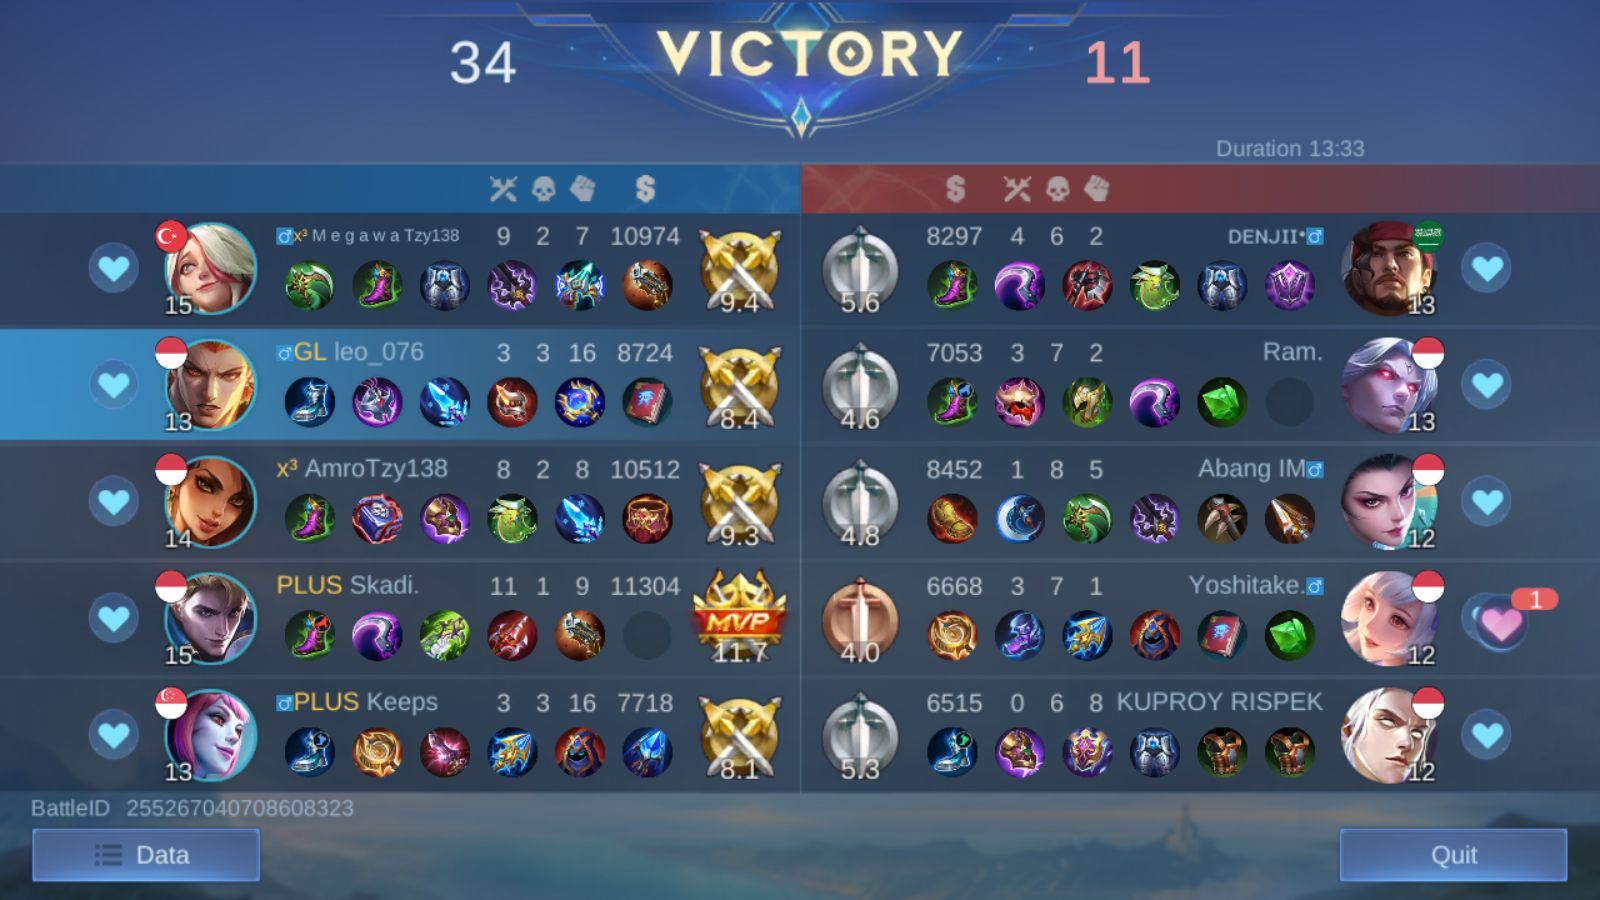 34 VICTORY 11
Duration 13:33
x³ M e g a w a Tzy138 9 2 7 10974 9.4 15
5.6 8297 4 6 2 DENJII• 13
GL leo_076 3 3 16 8724 8.4 13
4.6 7053 3 7 2 Ram. 13
x³ AmroTzy138 8 2 8 10512 9.3 14
4.8 8452 1 8 5 Abang IM 12
PLUS Skadi. 11 1 9 11304 MVP 11.7 15
4.0 6668 3 7 1 Yoshitake. 12 1
PLUS Keeps 3 3 16 7718 8.1 13
5.3 6515 0 6 8 KUPROY RISPEK 12
BattleID 255267040708608323
Data
Quit